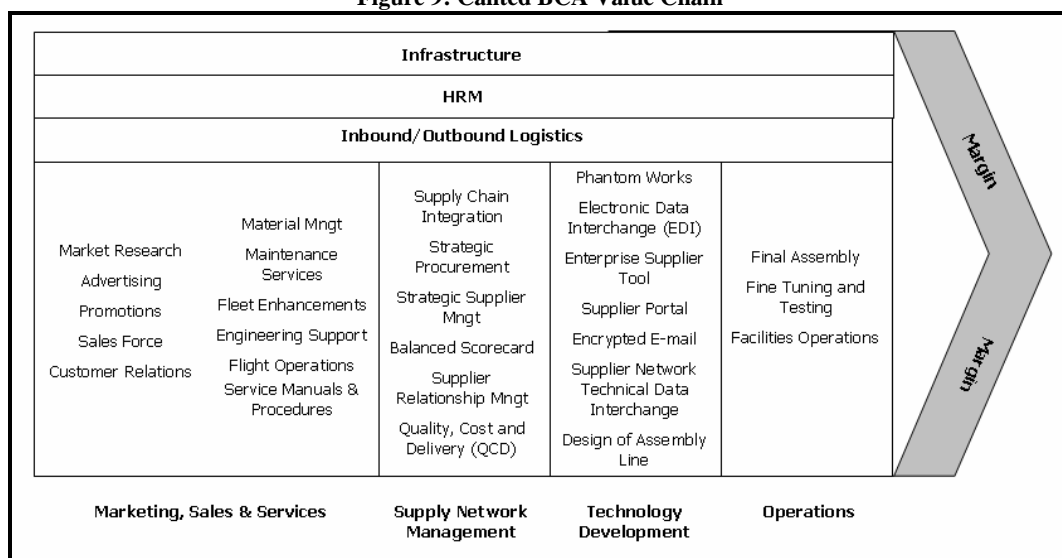 Figure 9: Canted BCA Value Chain
Infrastructure
HRM
Inbound/Outbound Logistics
Market Research
Advertising
Promotions
Sales Force
Customer Relations
Material Mngt
Maintenance
Services
Fleet Enhancements
Engineering Support
Flight Operations
Service Manuals &
Procedures
Supply Chain
Integration
Strategic
Procurement
Strategic Supplier
Mngt
Balanced Scorecard
Supplier
Relationship Mngt
Quality, Cost and
Delivery (QCD)
Phantom Works
Electronic Data
Interchange (EDI)
Enterprise Supplier
Tool
Supplier Portal
Encrypted E-mail
Supplier Network
Technical Data
Interchange
Design of Assembly
Line
Final Assembly
Fine Tuning and
Testing
Facilities Operations
Margin
Margin
Marketing, Sales & Services
Supply Network
Management
Technology
Development
Operations